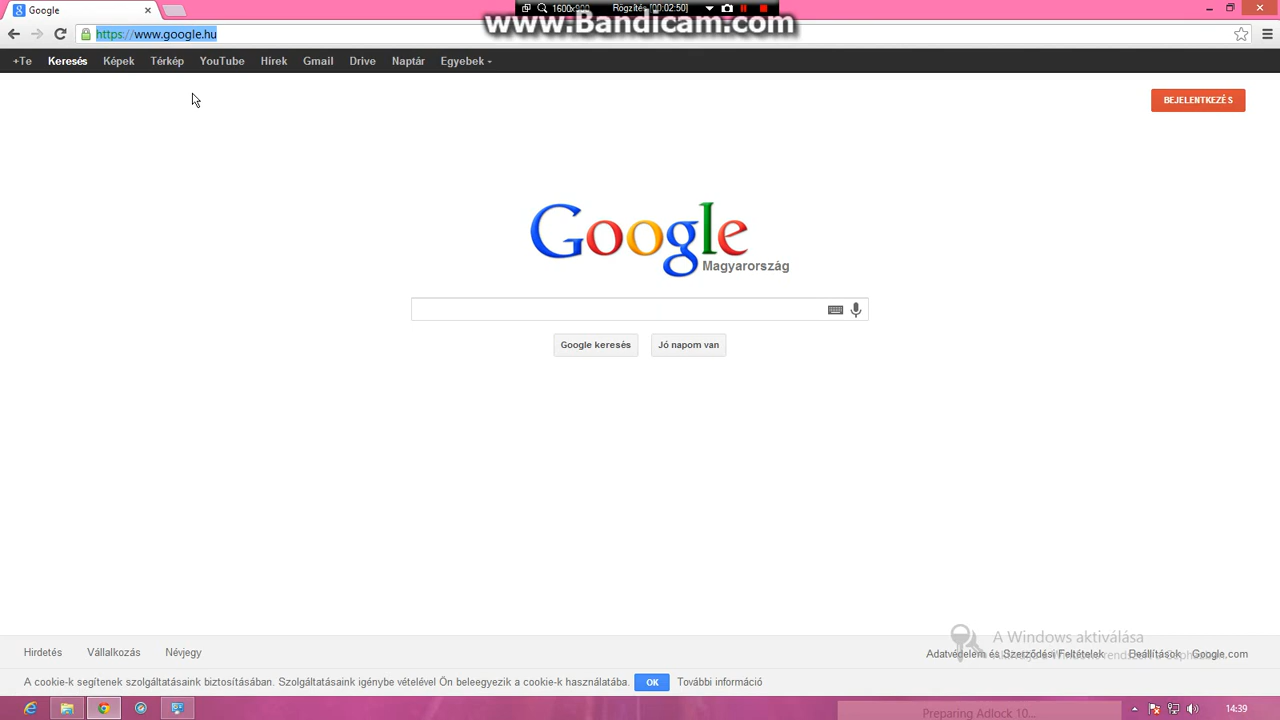 Google
1600x900 Rögzítés [00:02:50]
www.Bandicam.com
https://www.google.hu
+Te Keresés Képek Térkép YouTube Hírek Gmail Drive Naptár Egyebek
BEJELENTKEZÉS
Google
Magyarország
Google keresés Jó napom van
A Windows aktiválása
Hirdetés Vállalkozás Névjegy Adatvédelem és Szerződési Feltételek Beállítások Google.com
A cookie-k segítenek szolgáltatásaink biztosításában. Szolgáltatásaink igénybe vételével Ön beleegyezik a cookie-k használatába. OK További információ
Preparing Adlock 10...
14:39